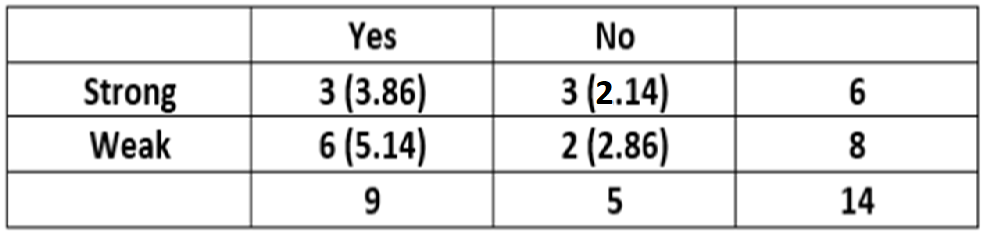 Yes No
Strong 3 (3.86) 3 (2.14) 6
Weak 6 (5.14) 2 (2.86) 8
9 5 14